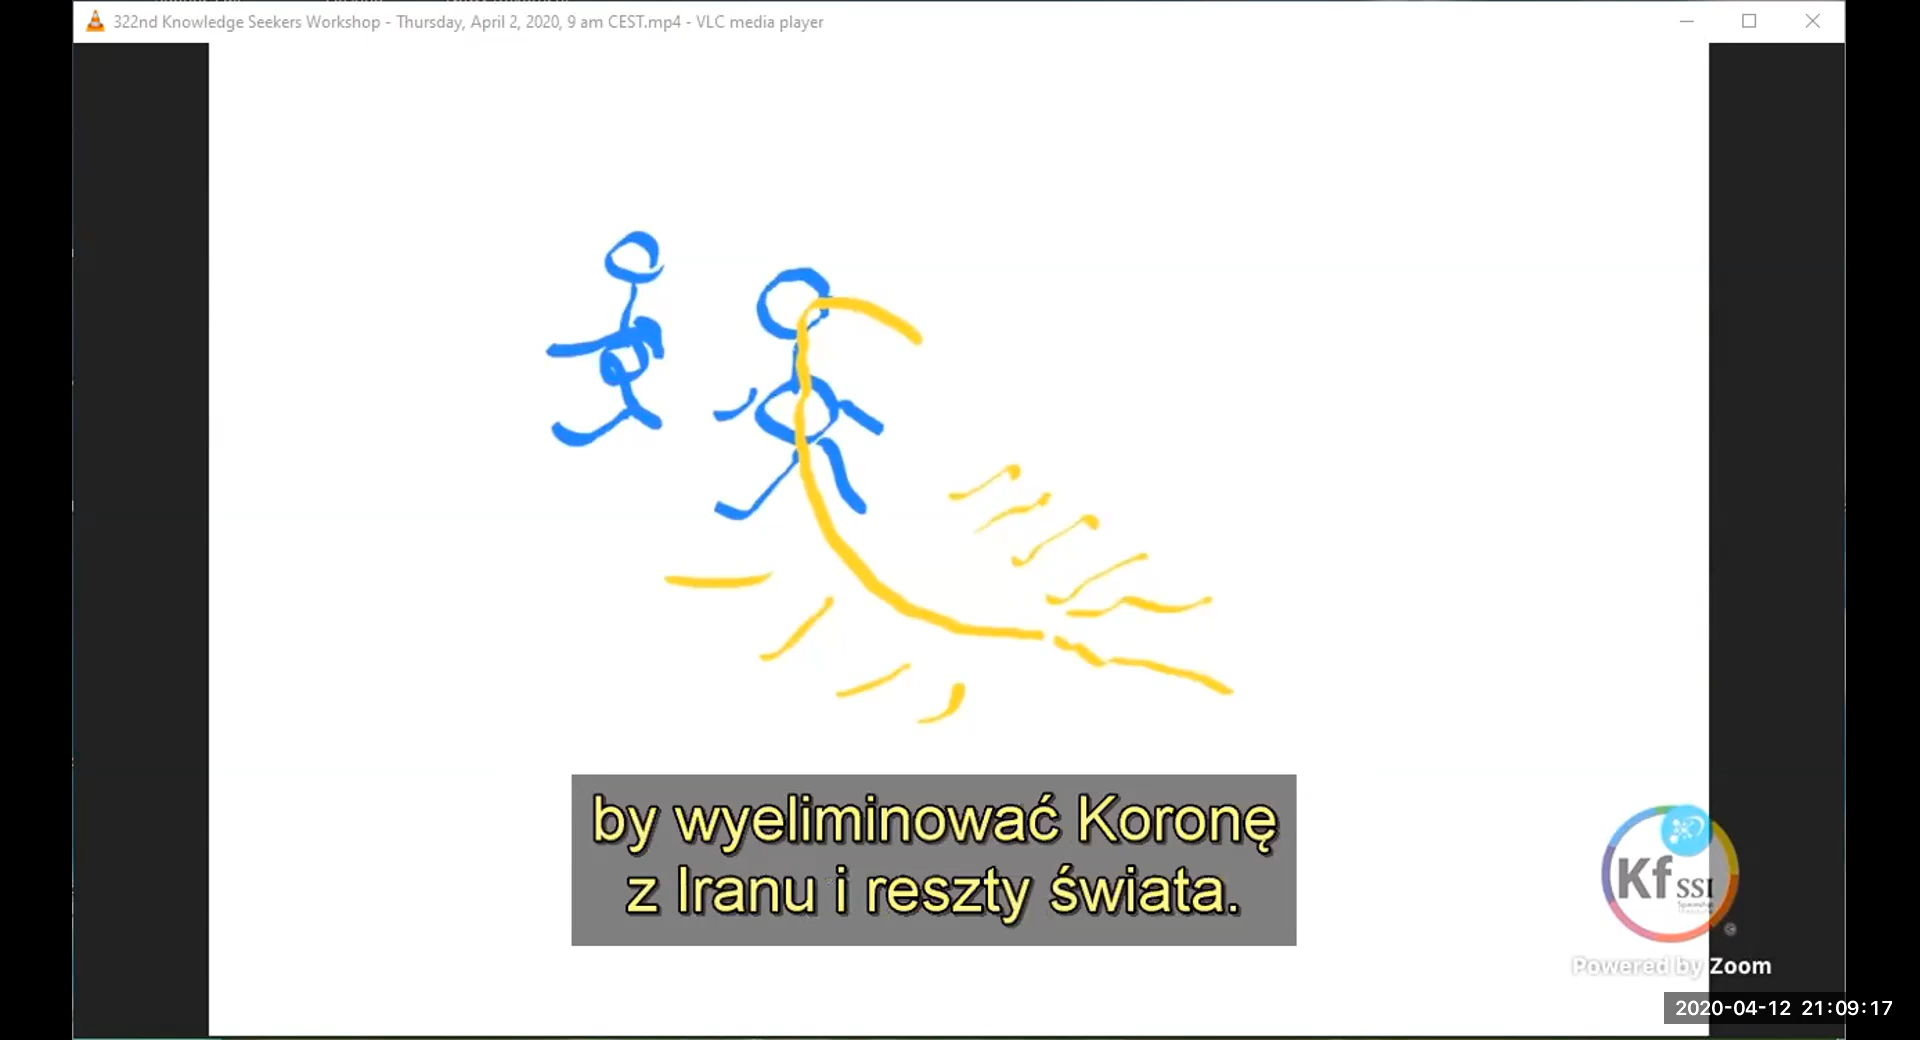 322nd Knowledge Seekers Workshop - Thursday, April 2, 2020, 9 am CEST.mp4 - VLC media player
by wyeliminować Koronę
z Iranu i reszty świata.
Kf SSI
Powered by Zoom
2020-04-12 21:09:17